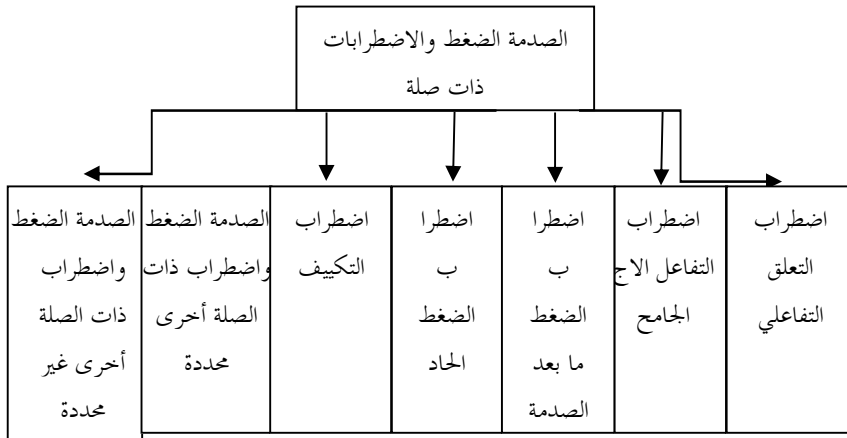 الصدمة الضغط والاضطرابات
ذات صلة
اضطراب
التعلق
التفاعلي
اضطراب
التفاعل الاج
الجامح
اضطرا
ب
الضغط
ما بعد
الصدمة
اضطرا
ب
الضغط
الحاد
اضطراب
التكييف
الصدمة الضغط
واضطراب ذات
الصلة أخرى
محددة
الصدمة الضغط
واضطراب
ذات الصلة
أخرى غير
محددة